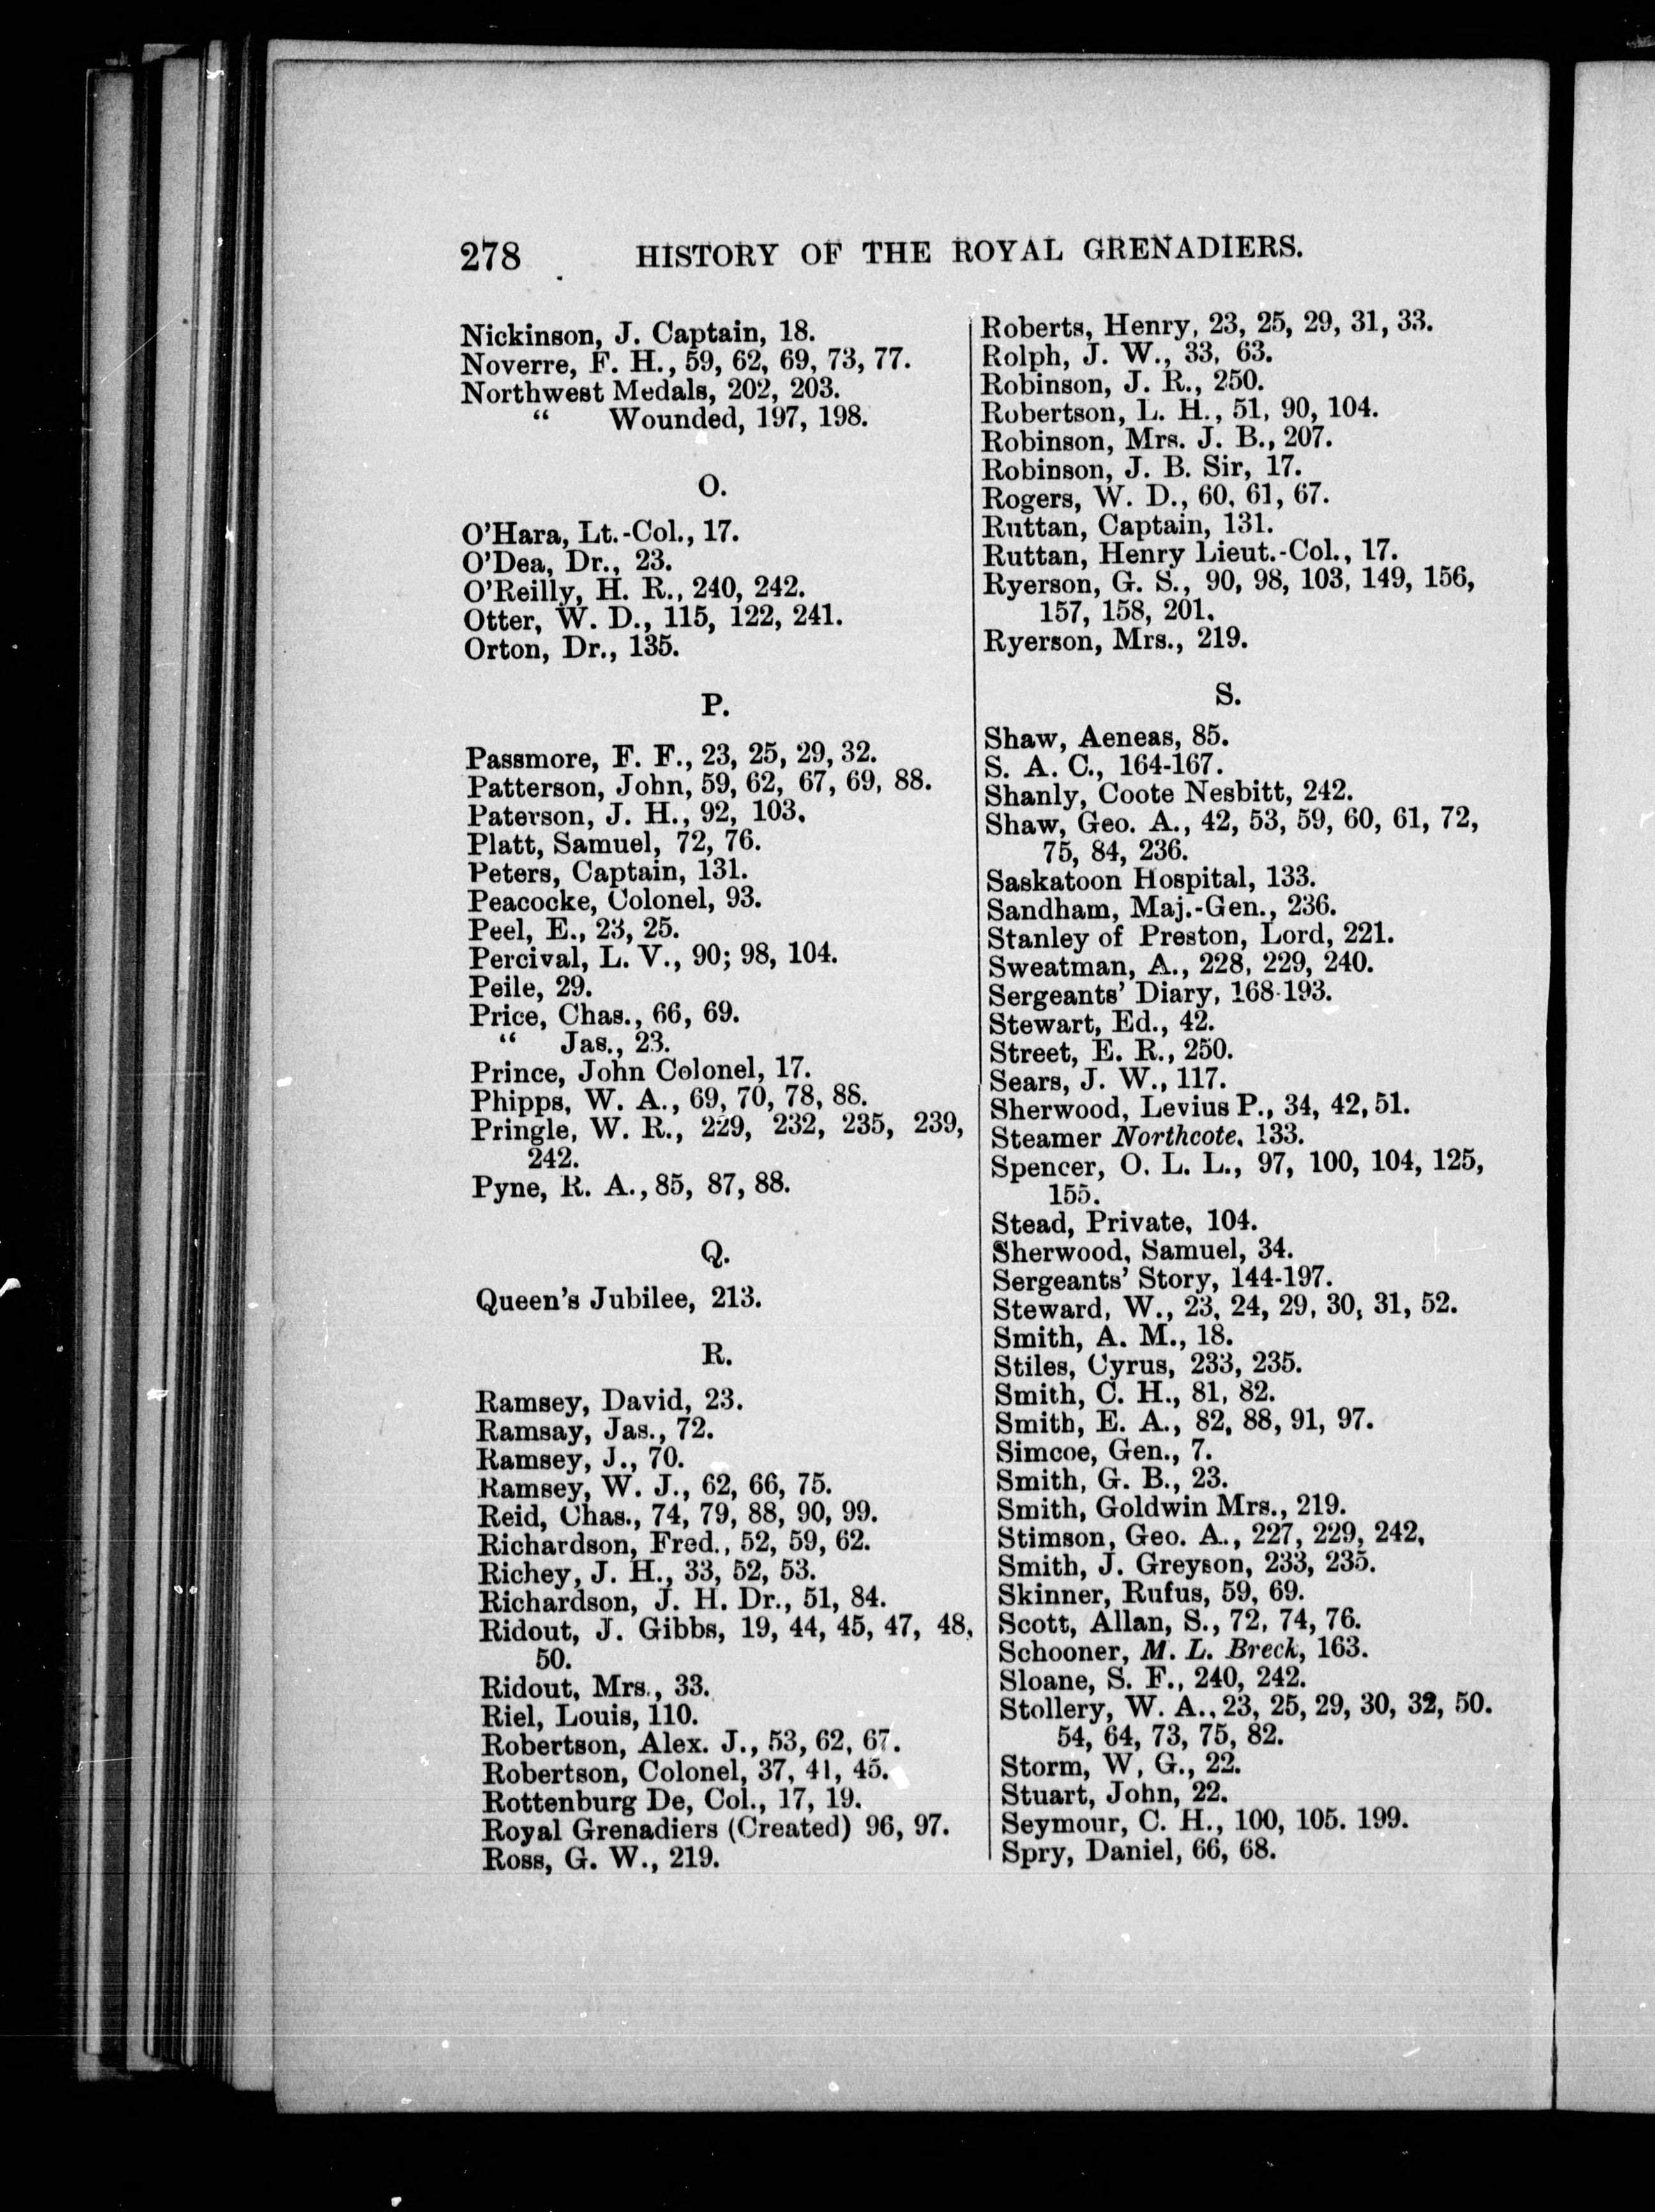 278 HISTORY OF THE ROYAL GRENADIERS.
Nickinson, J. Captain, 18.
Noverre, F. H., 59, 62, 69, 73, 77.
Northwest Medals, 202, 203.
“ Wounded, 197, 198.
O.
O’Hara, Lt.-Col., 17.
O’Dea, Dr., 23.
O’Reilly, H. R., 240, 242.
Otter, W. D., 115, 122, 241.
Orton, Dr., 135.
P.
Passmore, F. F., 23, 25, 29, 32.
Patterson, John, 59, 62, 67, 69, 88.
Paterson, J. H., 92, 103.
Platt, Samuel, 72, 76.
Peters, Captain, 131.
Peacocke, Colonel, 93.
Peel, E., 23, 25.
Percival, L. V., 90; 98, 104.
Peile, 29.
Price, Chas., 66, 69.
“ Jas., 23.
Prince, John Colonel, 17.
Phipps, W. A., 69, 70, 78, 88.
Pringle, W. R., 229, 232, 235, 239,
242.
Pyne, R. A., 85, 87, 88.
Q.
Queen’s Jubilee, 213.
R.
Ramsey, David, 23.
Ramsay, Jas., 72.
Ramsey, J., 70.
Ramsey, W. J., 62, 66, 75.
Reid, Chas., 74, 79, 88, 90, 99.
Richardson, Fred., 52, 59, 62.
Richey, J. H., 33, 52, 53.
Richardson, J. H. Dr., 51, 84.
Ridout, J. Gibbs, 19, 44, 45, 47, 48,
50.
Ridout, Mrs., 33.
Riel, Louis, 110.
Robertson, Alex. J., 53, 62, 67.
Robertson, Colonel, 37, 41, 45.
Rottenburg De, Col., 17, 19.
Royal Grenadiers (Created) 96, 97.
Ross, G. W., 219.
Roberts, Henry, 23, 25, 29, 31, 33.
Rolph, J. W., 33, 63.
Robinson, J. R., 250.
Robertson, L. H., 51, 90, 104.
Robinson, Mrs. J. B., 207.
Robinson, J. B. Sir, 17.
Rogers, W. D., 60, 61, 67.
Ruttan, Captain, 131.
Ruttan, Henry Lieut.-Col., 17.
Ryerson, G. S., 90, 98, 103, 149, 156,
157, 158, 201.
Ryerson, Mrs., 219.
S.
Shaw, Aeneas, 85.
S. A. C., 164-167.
Shanly, Coote Nesbitt, 242.
Shaw, Geo. A., 42, 53, 59, 60, 61, 72,
75, 84, 236.
Saskatoon Hospital, 133.
Sandham, Maj.-Gen., 236.
Stanley of Preston, Lord, 221.
Sweatman, A., 228, 229, 240.
Sergeants’ Diary, 168-193.
Stewart, Ed., 42.
Street, E. R., 250.
Sears, J. W., 117.
Sherwood, Levius P., 34, 42, 51.
Steamer Northcote, 133.
Spencer, O. L. L., 97, 100, 104, 125,
155.
Stead, Private, 104.
Sherwood, Samuel, 34.
Sergeants’ Story, 144-197.
Steward, W., 23, 24, 29, 30, 31, 52.
Smith, A. M., 18.
Stiles, Cyrus, 233, 235.
Smith, C. H., 81, 82.
Smith, E. A., 82, 88, 91, 97.
Simcoe, Gen., 7.
Smith, G. B., 23.
Smith, Goldwin Mrs., 219.
Stimson, Geo. A., 227, 229, 242,
Smith, J. Greyson, 233, 235.
Skinner, Rufus, 59, 69.
Scott, Allan, S., 72, 74, 76.
Schooner, M. L. Breck, 163.
Sloane, S. F., 240, 242.
Stollery, W. A., 23, 25, 29, 30, 32, 50.
54, 64, 73, 75, 82.
Storm, W, G., 22.
Stuart, John, 22.
Seymour, C. H., 100, 105. 199.
Spry, Daniel, 66, 68.